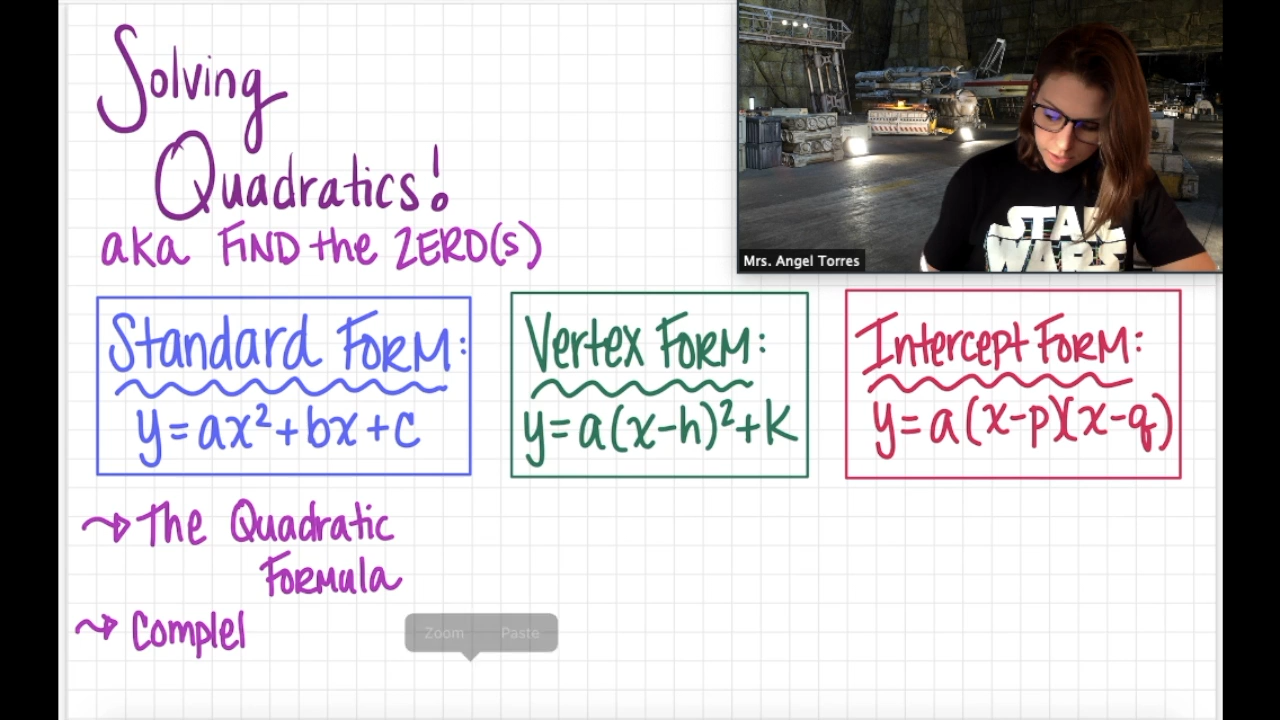 Solving
Quadratics!
aka FIND the ZERO(s)
STAR
WARS
Mrs. Angel Torres
Standard FORM:
y=ax²+bx+c
Vertex FORM:
y=a(x-h)²+K
Intercept FORM:
y=a(x-p)(x-q)
The Quadratic
FORMula
Complel
Zoom Paste